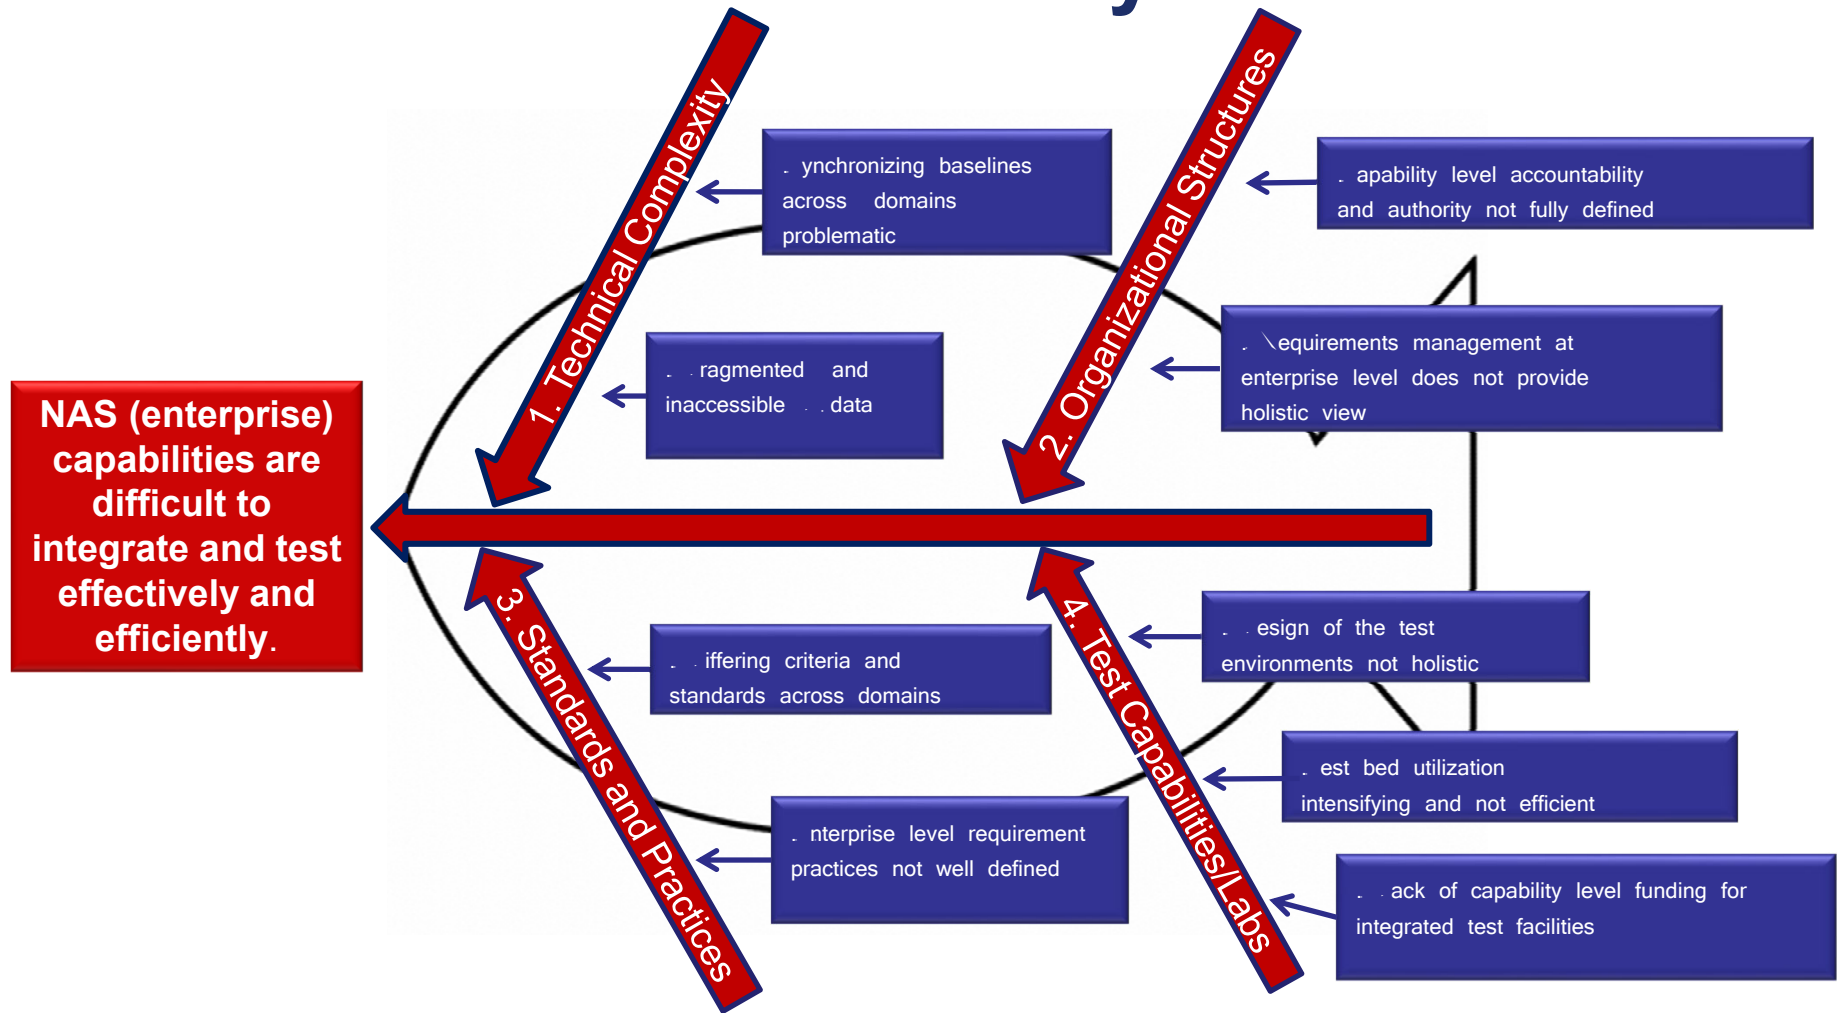 y
1. Technical Complexity
2. Organizational Structures
ynchronizing baselines
across domains
problematic
apability level accountability
and authority not fully defined
equirements management at
enterprise level does not provide
holistic view
ragmented and
inaccessible data
NAS (enterprise)
capabilities are
difficult to
integrate and test
effectively and
efficiently.
3. Standards and Practices
4. Test Capabilities/Labs
esign of the test
environments not holistic
iffering criteria and
standards across domains
est bed utilization
intensifying and not efficient
nterprise level requirement
practices not well defined
ack of capability level funding for
integrated test facilities